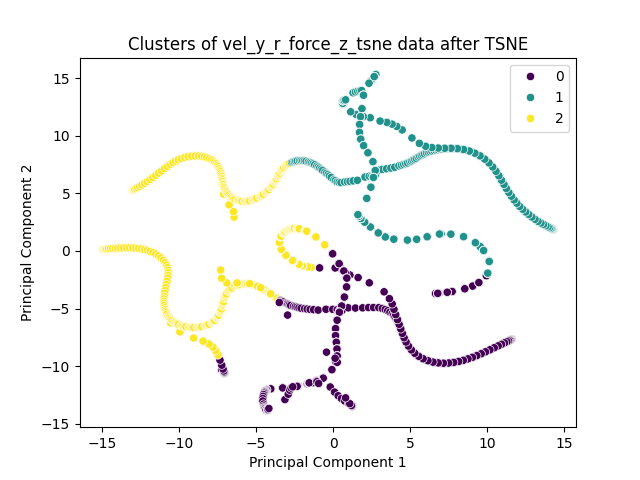 Clusters of vel_y_r_force_z_tsne data after TSNE
0
1
2
15
10
5
0
−5
−10
−15
Principal Component 2
−15 −10 −5 0 5 10 15
Principal Component 1